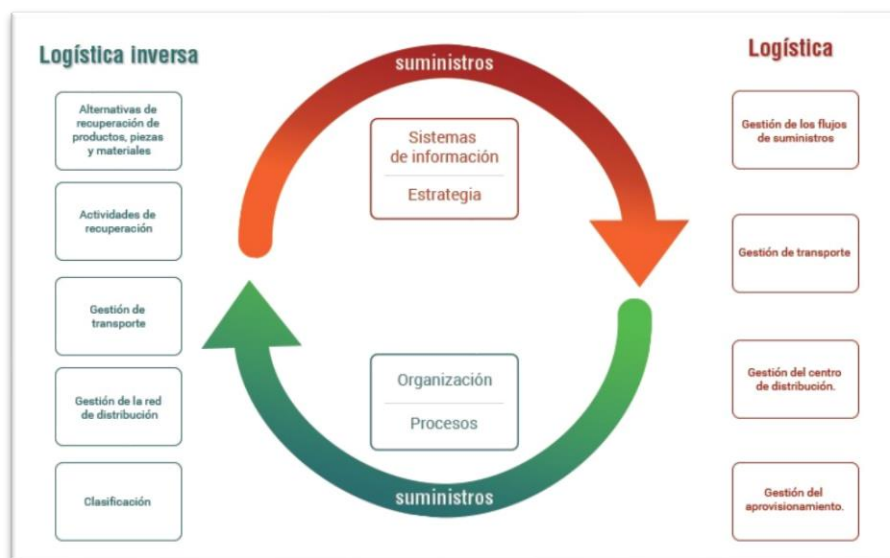 Logística inversa
Alternativas de
recuperación de
productos, piezas
y materiales
Actividades de
recuperación
Gestión de
transporte
Gestión de la red
de distribución
Clasificación
suministros
Sistemas
de información
Estrategia
Organización
Procesos
suministros
Logística
Gestión de los flujos
de suministros
Gestión de transporte
Gestión del centro
de distribución.
Gestión del
aprovisionamiento.